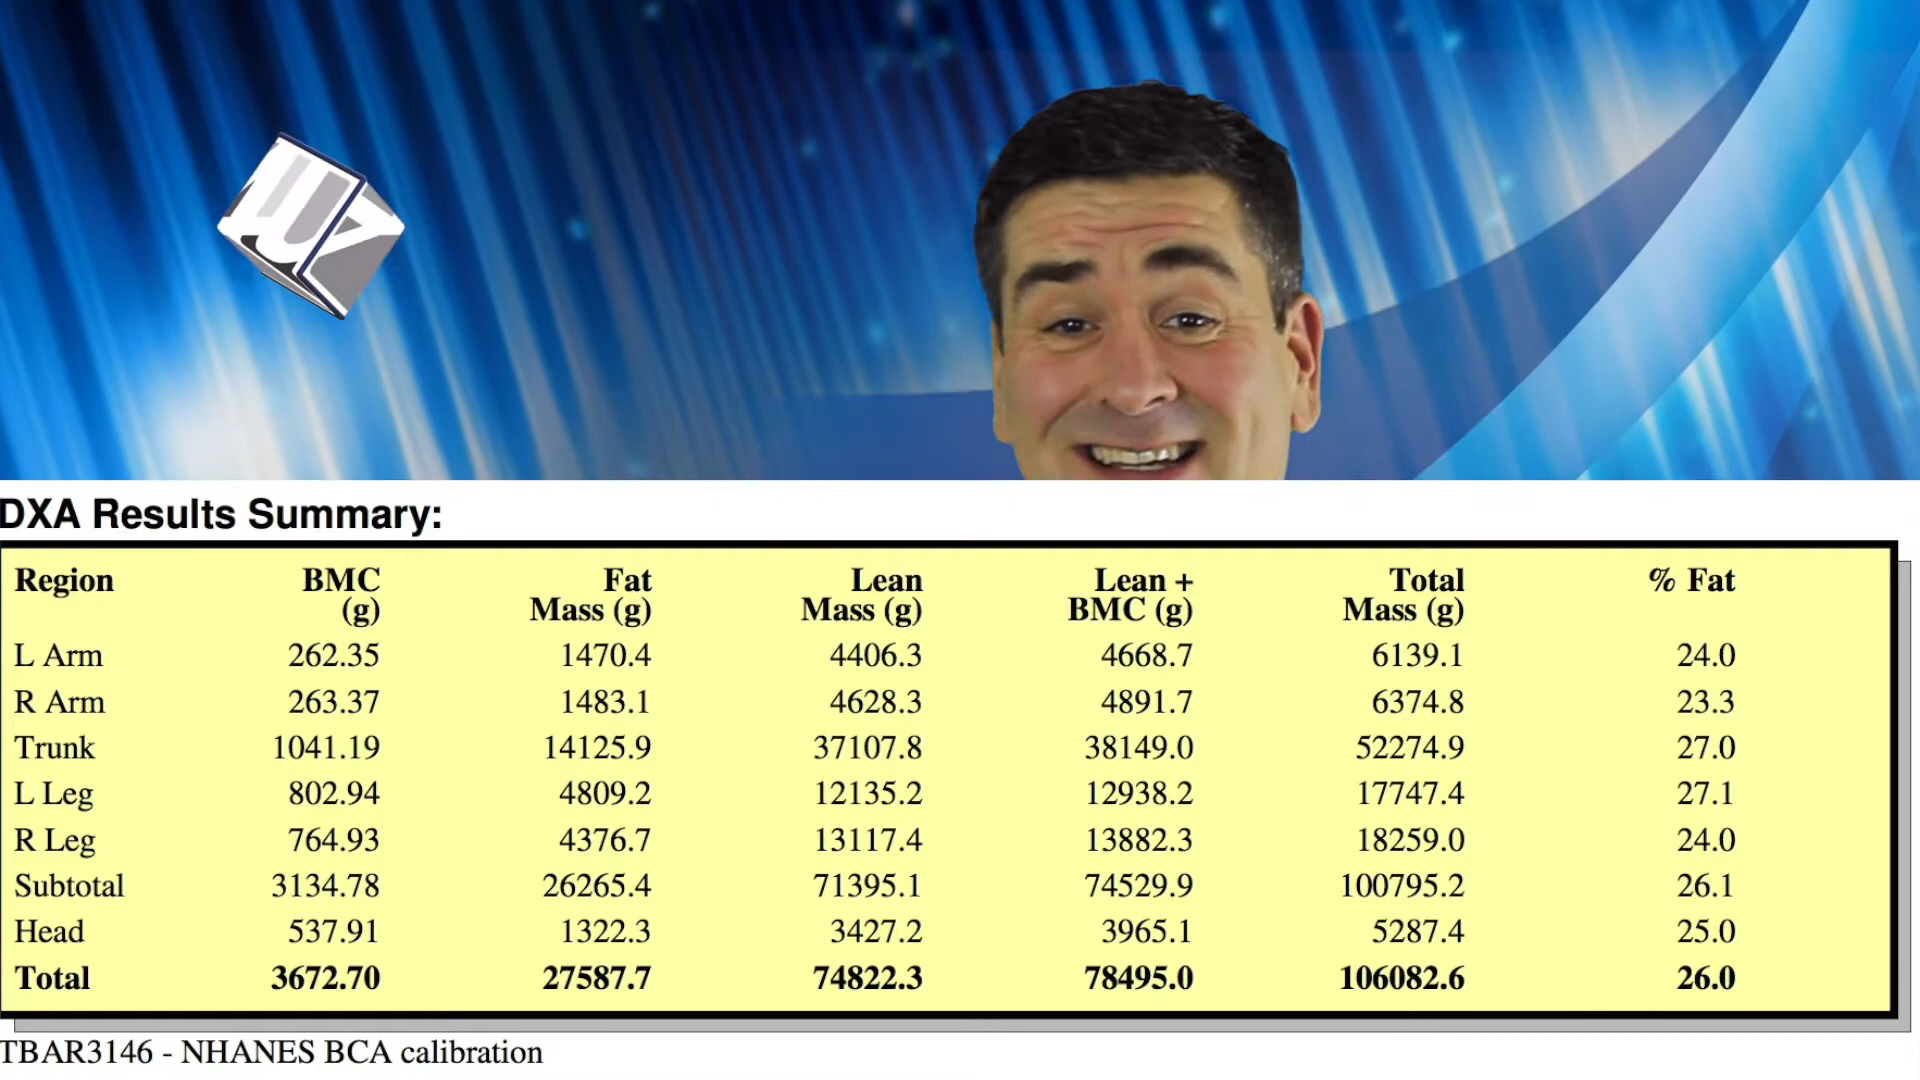 DXA Results Summary:
Region BMC (g) Fat Mass (g) Lean Mass (g) Lean + BMC (g) Total Mass (g) % Fat
L Arm 262.35 1470.4 4406.3 4668.7 6139.1 24.0
R Arm 263.37 1483.1 4628.3 4891.7 6374.8 23.3
Trunk 1041.19 14125.9 37107.8 38149.0 52274.9 27.0
L Leg 802.94 4809.2 12135.2 12938.2 17747.4 27.1
R Leg 764.93 4376.7 13117.4 13882.3 18259.0 24.0
Subtotal 3134.78 26265.4 71395.1 74529.9 100795.2 26.1
Head 537.91 1322.3 3427.2 3965.1 5287.4 25.0
Total 3672.70 27587.7 74822.3 78495.0 106082.6 26.0
TBAR3146 - NHANES BCA calibration